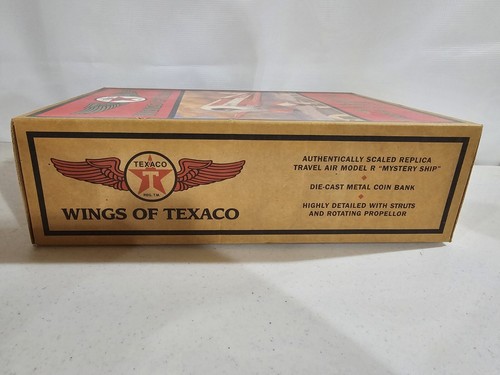 TEXACO
T
WINGS OF TEXACO
AUTHENTICALLY SCALED REPLICA
TRAVEL AIR MODEL R "MYSTERY SHIP"
DIE-CAST METAL COIN BANK
HIGHLY DETAILED WITH STRUTS
AND ROTATING PROPELLOR